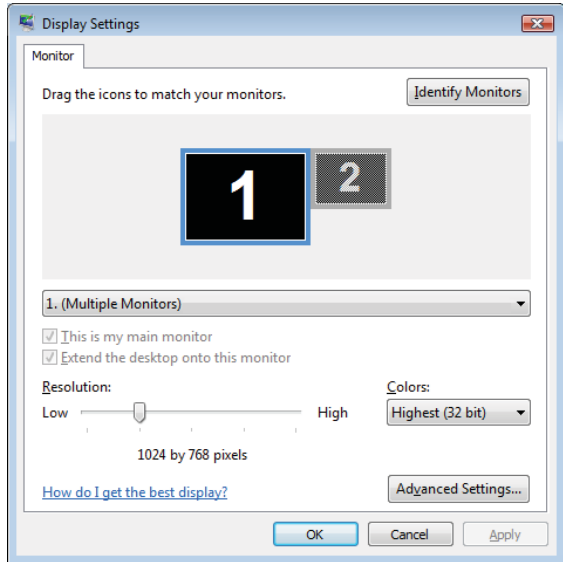 Display Settings
Monitor
Drag the icons to match your monitors.
Identify Monitors
1
2
1. (Multiple Monitors)
This is my main monitor
Extend the desktop onto this monitor
Resolution:
Colors:
Low
High
Highest (32 bit)
1024 by 768 pixels
How do I get the best display?
Advanced Settings...
OK
Cancel
Apply